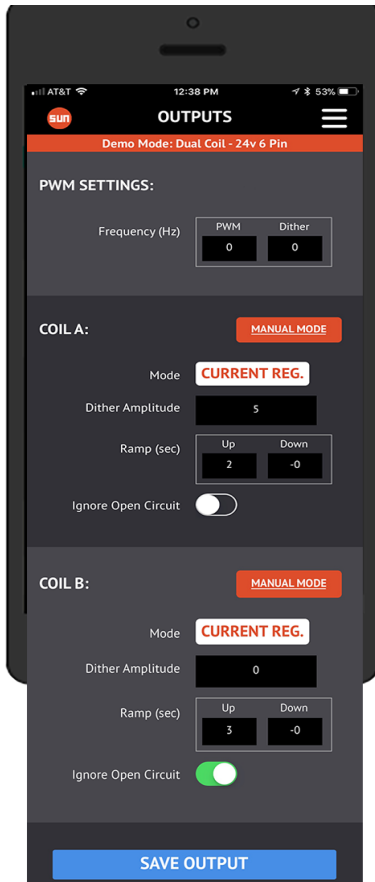 AT&T 12:38 PM 53%
sun OUTPUTS
Demo Mode: Dual Coil - 24v 6 Pin
PWM SETTINGS:
PWM Dither
Frequency (Hz)
0 0
COIL A: MANUAL MODE
Mode CURRENT REG.
Dither Amplitude 5
Up Down
Ramp (sec)
2 -0
Ignore Open Circuit
COIL B: MANUAL MODE
Mode CURRENT REG.
Dither Amplitude 0
Up Down
Ramp (sec)
3 -0
Ignore Open Circuit
SAVE OUTPUT